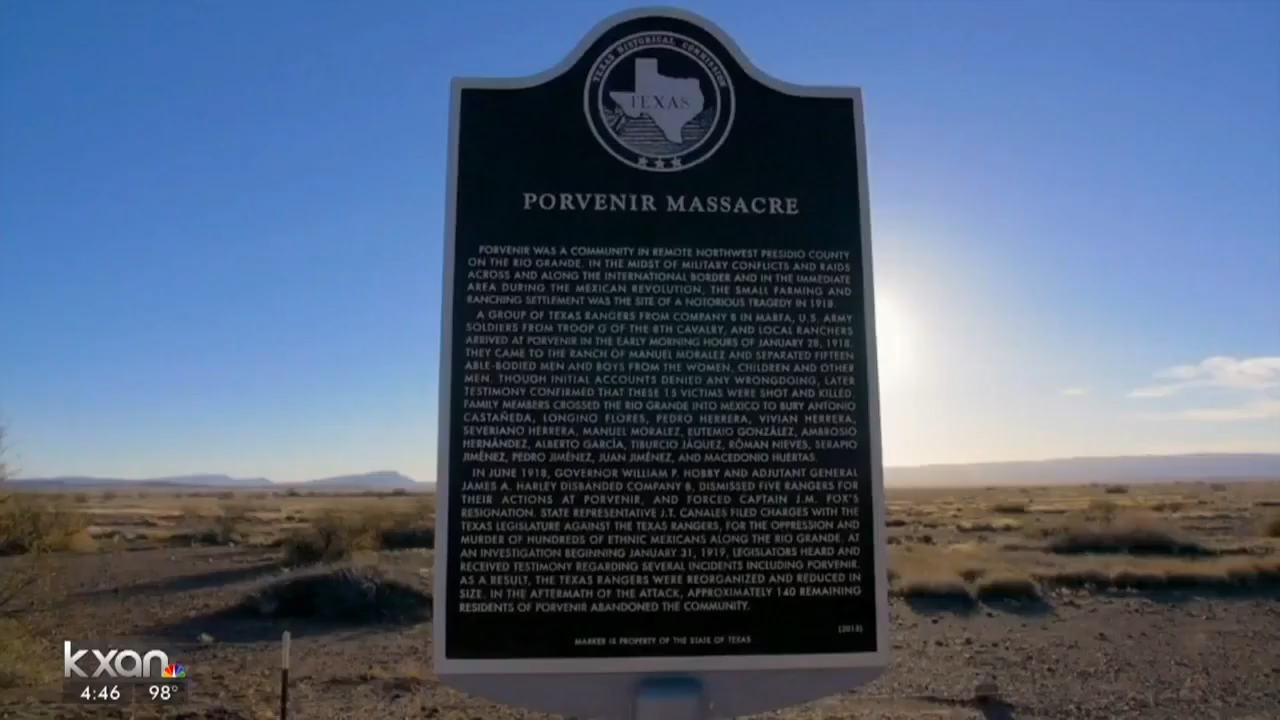 TEXAS HISTORICAL COMMISSION
TEXAS
PORVENIR MASSACRE
PORVENIR WAS A COMMUNITY IN REMOTE NORTHWEST PRESIDIO COUNTY
ON THE RIO GRANDE. IN THE MIDST OF MILITARY CONFLICTS AND RAIDS
ACROSS AND ALONG THE INTERNATIONAL BORDER AND IN THE IMMEDIATE
AREA DURING THE MEXICAN REVOLUTION, THE SMALL FARMING AND
RANCHING SETTLEMENT WAS THE SITE OF A NOTORIOUS TRAGEDY IN 1918.
A GROUP OF TEXAS RANGERS FROM COMPANY B IN MARFA, U.S. ARMY
SOLDIERS FROM TROOP G OF THE 8TH CAVALRY, AND LOCAL RANCHERS
ARRIVED AT PORVENIR IN THE EARLY MORNING HOURS OF JANUARY 28, 1918.
THEY CAME TO THE RANCH OF MANUEL MORALEZ AND SEPARATED FIFTEEN
ABLE-BODIED MEN AND BOYS FROM THE WOMEN, CHILDREN AND OTHER
MEN. THOUGH INITIAL ACCOUNTS DENIED ANY WRONGDOING, LATER
TESTIMONY CONFIRMED THAT THESE 15 VICTIMS WERE SHOT AND KILLED.
FAMILY MEMBERS CROSSED THE RIO GRANDE INTO MEXICO TO BURY ANTONIO
CASTAÑEDA, LONGINO FLORES, PEDRO HERRERA, VIVIAN HERRERA,
SEVERIANO HERRERA, MANUEL MORALEZ, EUTEMIO GONZÁLEZ, AMBROSIO
HERNÁNDEZ, ALBERTO GARCÍA, TIBURCIO JÁQUEZ, RÓMAN NIEVES, SERAPIO
JIMÉNEZ, PEDRO JIMÉNEZ, JUAN JIMÉNEZ, AND MACEDONIO HUERTAS.
IN JUNE 1918, GOVERNOR WILLIAM P. HOBBY AND ADJUTANT GENERAL
JAMES A. HARLEY DISBANDED COMPANY B, DISMISSED FIVE RANGERS FOR
THEIR ACTIONS AT PORVENIR, AND FORCED CAPTAIN J.M. FOX'S
RESIGNATION. STATE REPRESENTATIVE J.T. CANALES FILED CHARGES WITH THE
TEXAS LEGISLATURE AGAINST THE TEXAS RANGERS, FOR THE OPPRESSION AND
MURDER OF HUNDREDS OF ETHNIC MEXICANS ALONG THE RIO GRANDE. AT
AN INVESTIGATION BEGINNING JANUARY 31, 1919, LEGISLATORS HEARD AND
RECEIVED TESTIMONY REGARDING SEVERAL INCIDENTS INCLUDING PORVENIR.
AS A RESULT, THE TEXAS RANGERS WERE REORGANIZED AND REDUCED IN
SIZE. IN THE AFTERMATH OF THE ATTACK, APPROXIMATELY 140 REMAINING
RESIDENTS OF PORVENIR ABANDONED THE COMMUNITY.
(2018)
MARKER IS PROPERTY OF THE STATE OF TEXAS
kxan
4:46 98°